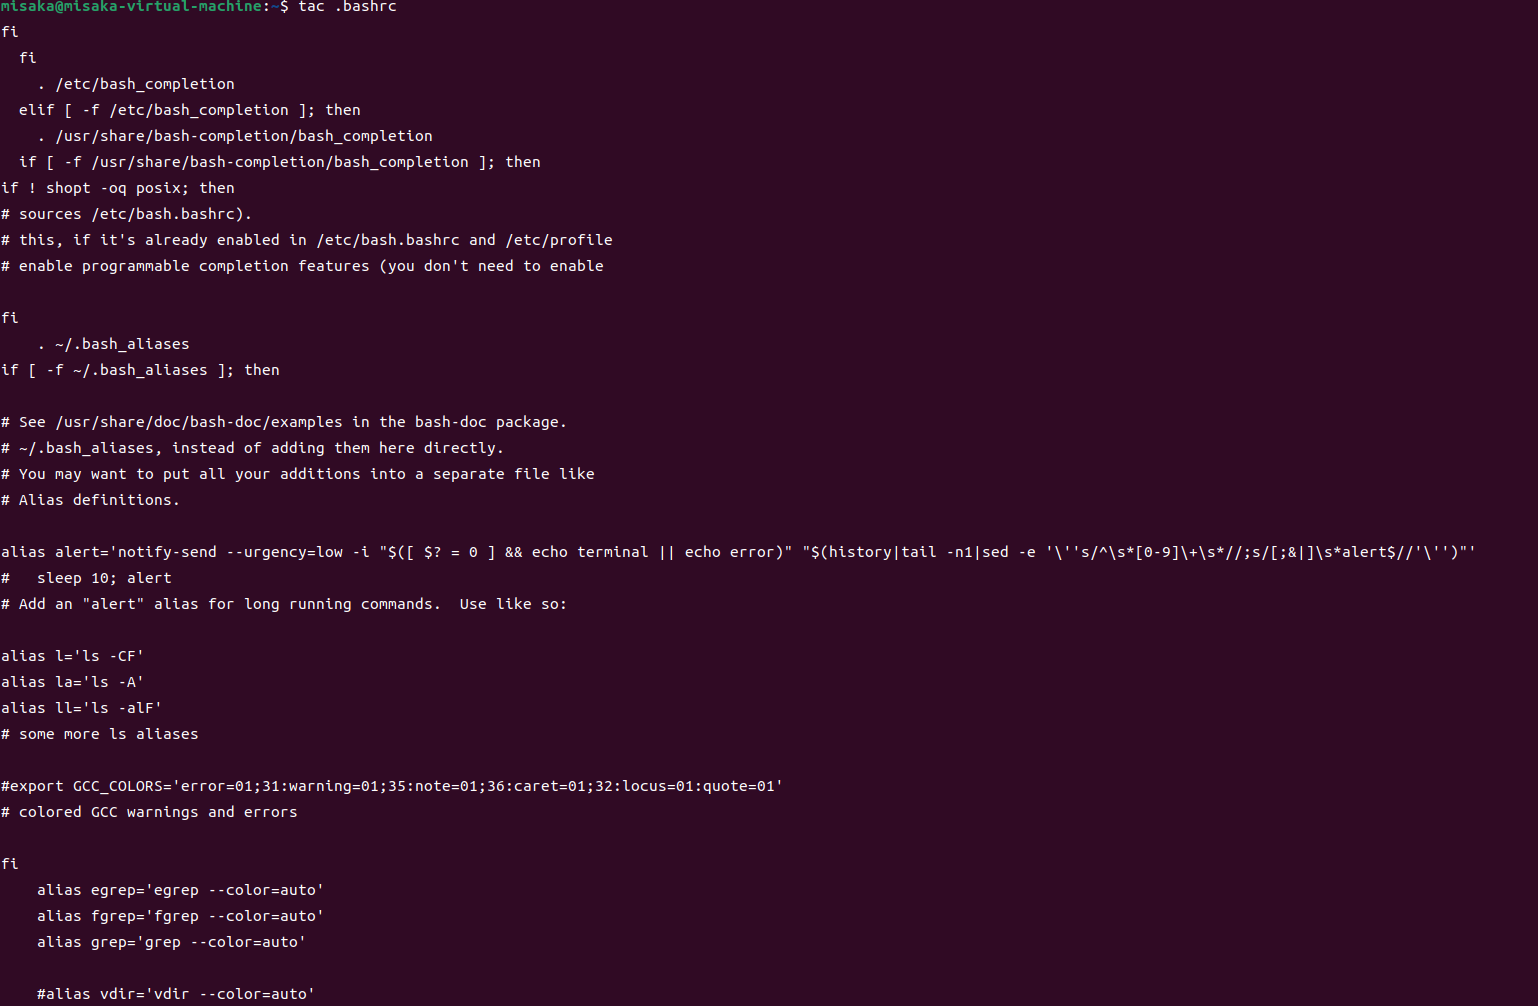 misaka@misaka-virtual-machine:~$ tac .bashrc
fi
  fi
    . /etc/bash_completion
  elif [ -f /etc/bash_completion ]; then
    . /usr/share/bash-completion/bash_completion
  if [ -f /usr/share/bash-completion/bash_completion ]; then
if ! shopt -oq posix; then
# sources /etc/bash.bashrc).
# this, if it's already enabled in /etc/bash.bashrc and /etc/profile
# enable programmable completion features (you don't need to enable

fi
    . ~/.bash_aliases
if [ -f ~/.bash_aliases ]; then

# See /usr/share/doc/bash-doc/examples in the bash-doc package.
# ~/.bash_aliases, instead of adding them here directly.
# You may want to put all your additions into a separate file like
# Alias definitions.

alias alert='notify-send --urgency=low -i "$([ $? = 0 ] && echo terminal || echo error)" "$(history|tail -n1|sed -e '\''s/^\s*[0-9]\+\s*//;s/[;&|]\s*alert$//'\'')"'
#   sleep 10; alert
# Add an "alert" alias for long running commands.  Use like so:

alias l='ls -CF'
alias la='ls -A'
alias ll='ls -alF'
# some more ls aliases

#export GCC_COLORS='error=01;31:warning=01;35:note=01;36:caret=01;32:locus=01:quote=01'
# colored GCC warnings and errors

fi
    alias egrep='egrep --color=auto'
    alias fgrep='fgrep --color=auto'
    alias grep='grep --color=auto'

    #alias vdir='vdir --color=auto'